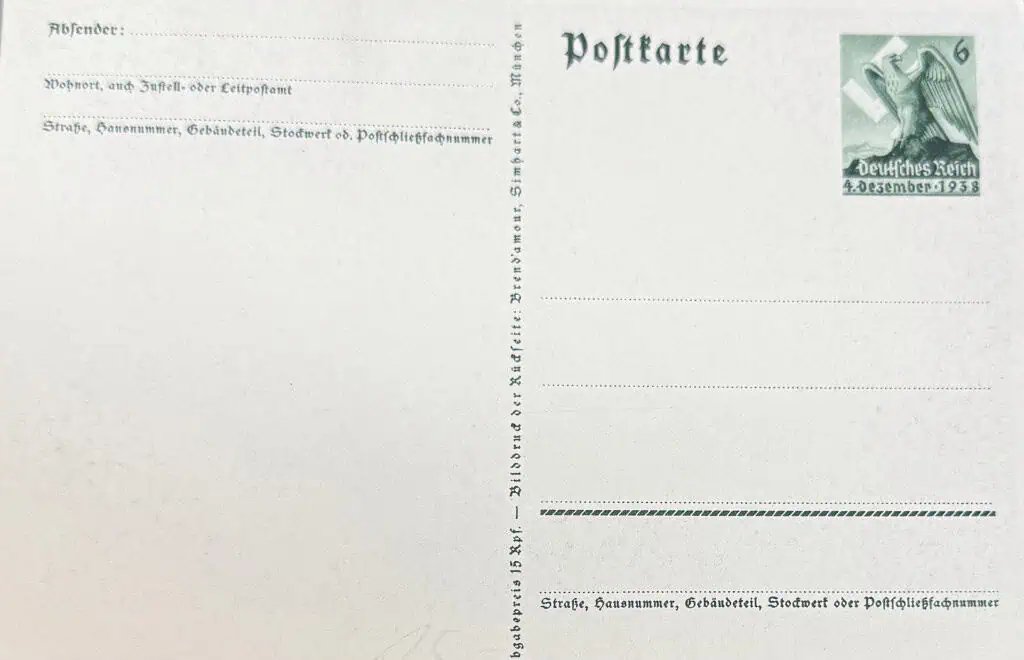 Absender:
Wohnort, auch Zustell- oder Leitpostamt
Straße, Hausnummer, Gebäudeteil, Stockwerk od. Postschließfachnummer
bgabepreis 15 Rpf. — Bilddruck der Rückseite: Brend'amour, Simhart & Co., München
Postkarte
6
Deutsches Reich
4. Dezember · 1938
Straße, Hausnummer, Gebäudeteil, Stockwerk oder Postschließfachnummer